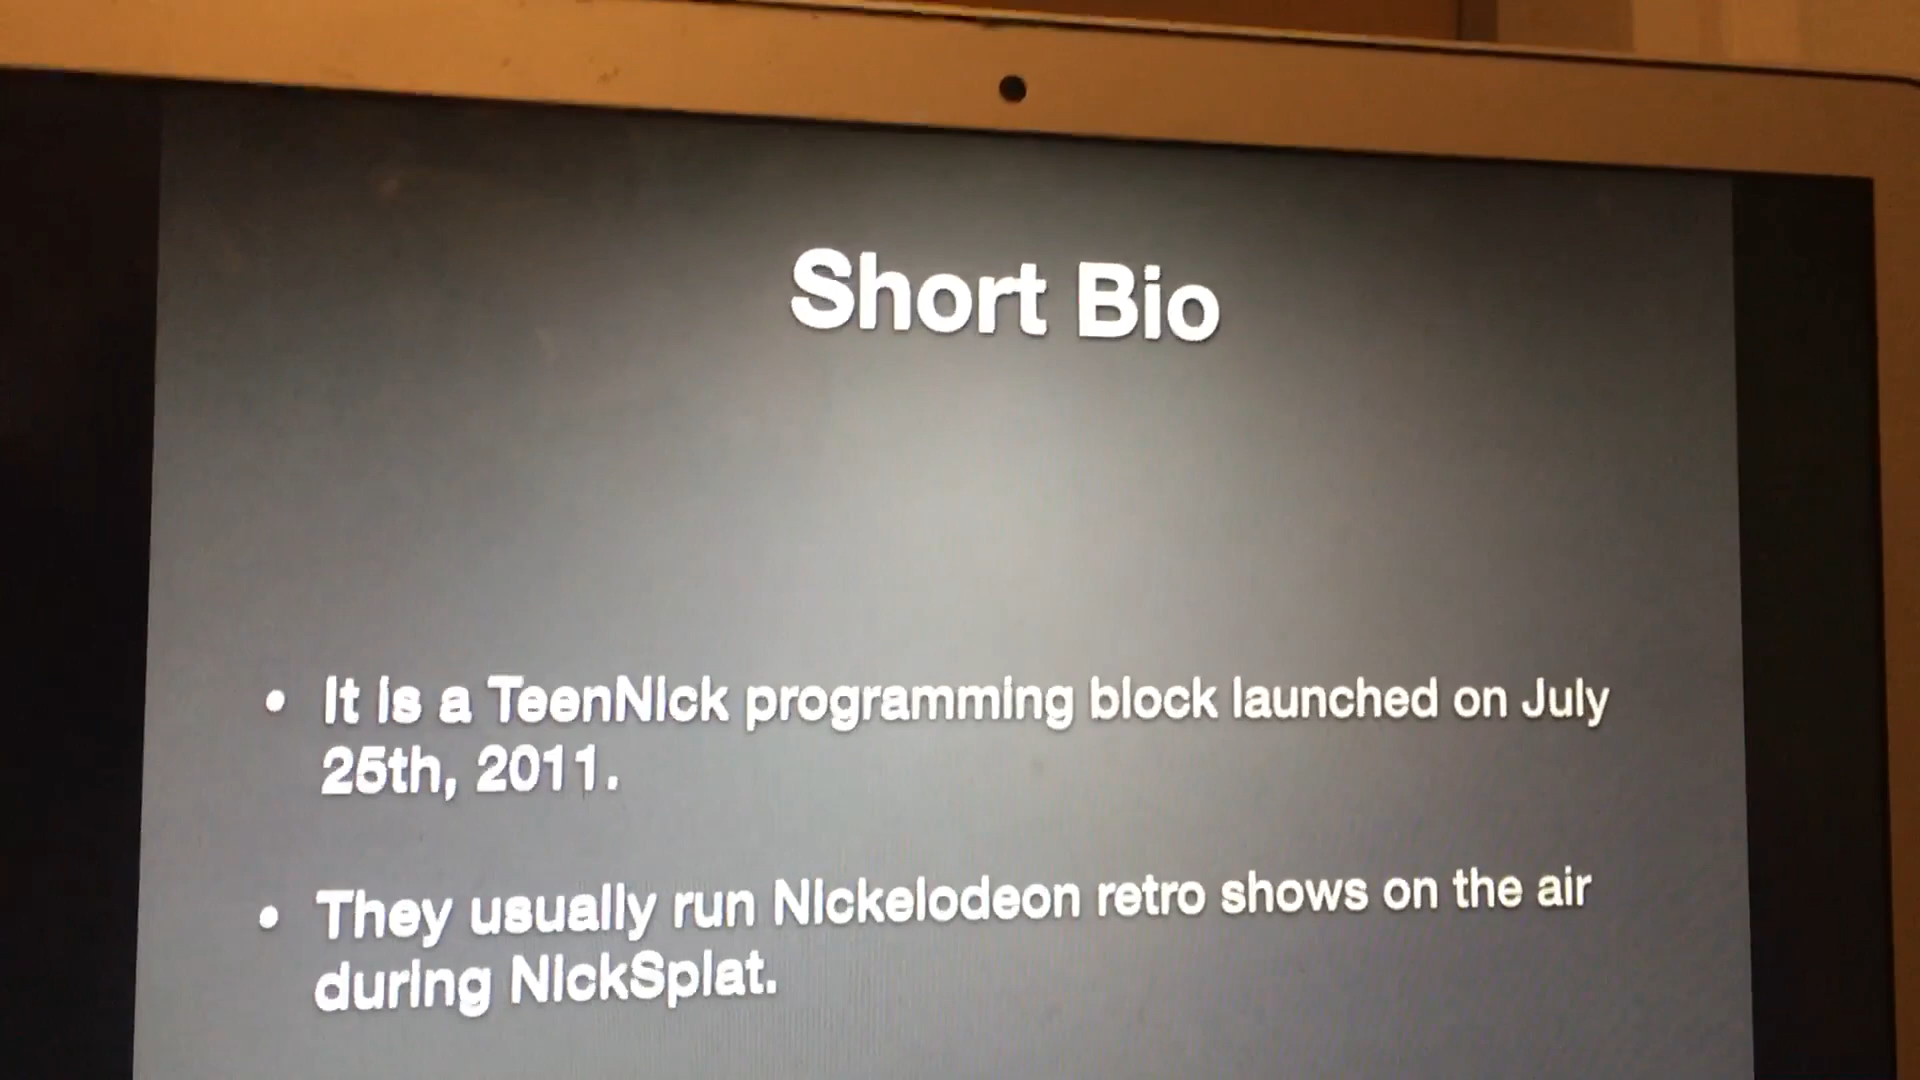 Short Bio
• It is a TeenNick programming block launched on July
25th, 2011.
• They usually run Nickelodeon retro shows on the air
during NickSplat.